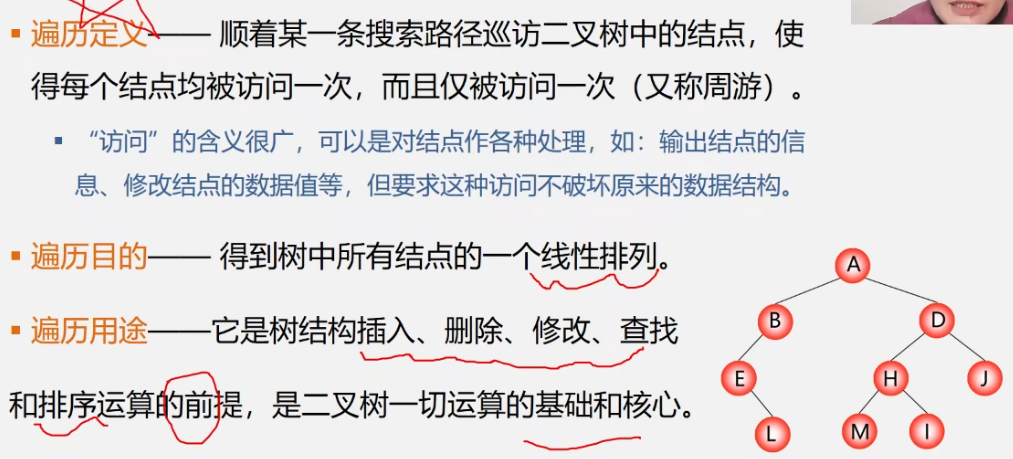 遍历定义—— 顺着某一条搜索路径巡访二叉树中的结点，使
得每个结点均被访问一次，而且仅被访问一次（又称周游）。
“访问”的含义很广，可以是对结点作各种处理，如：输出结点的信
息、修改结点的数据值等，但要求这种访问不破坏原来的数据结构。
遍历目的—— 得到树中所有结点的一个线性排列。
遍历用途——它是树结构插入、删除、修改、查找
和排序运算的前提，是二叉树一切运算的基础和核心。
A
B D
E H J
L M I